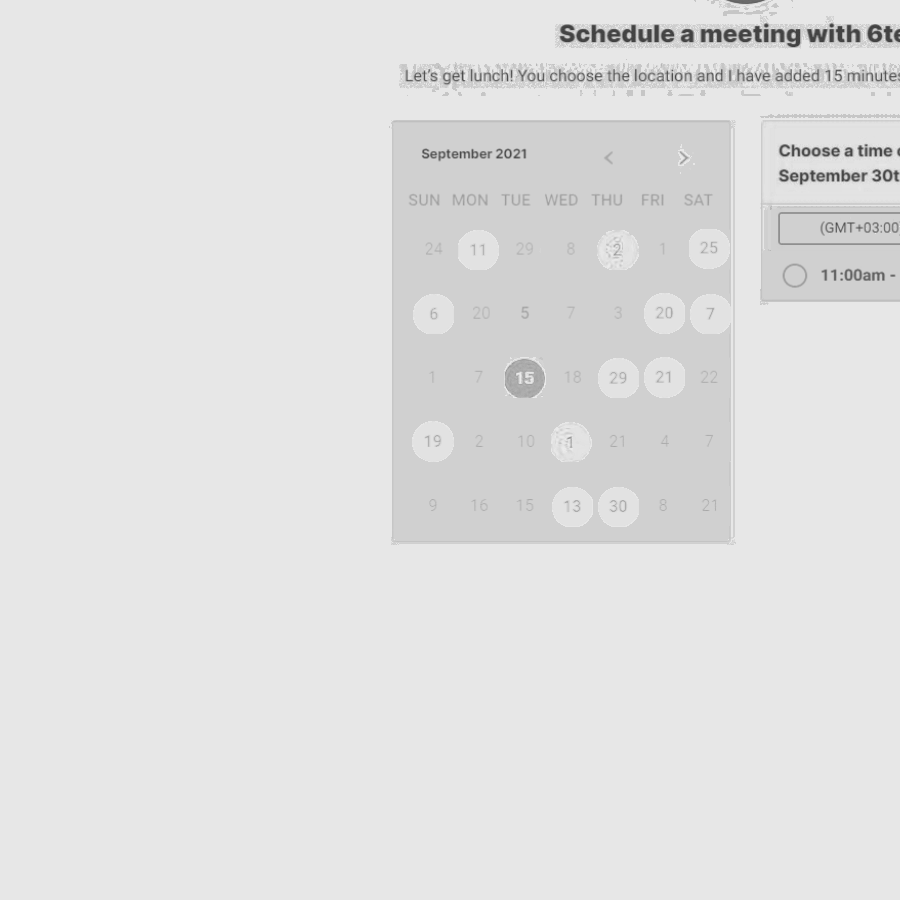 Schedule a meeting with 6te
Let's get lunch! You choose the location and I have added 15 minutes
September 2021
SUN MON TUE WED THU FRI SAT
24 11 29 8 2 1 25
6 20 5 7 3 20 7
1 7 15 18 29 21 22
19 2 10 1 21 4 7
9 16 15 13 30 8 21
Choose a time
September 30t
(GMT+03:00
11:00am -